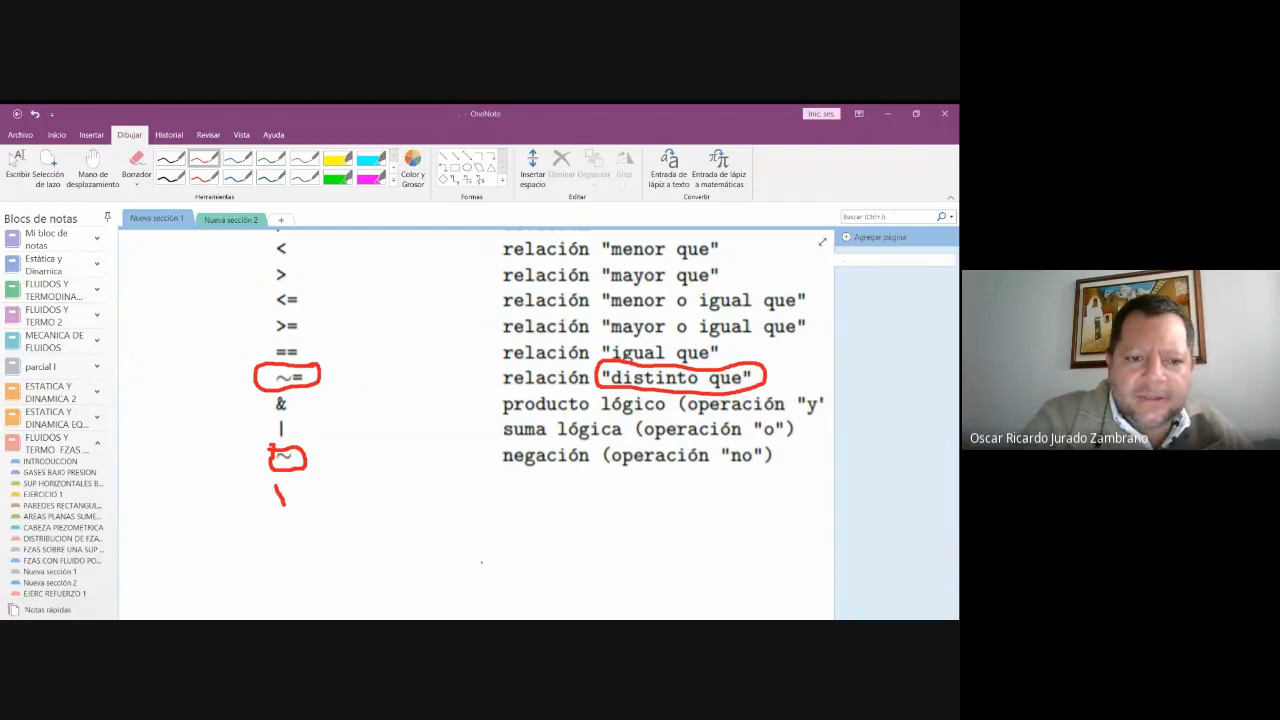 OneNote
Inic. ses.
Archivo Inicio Insertar Dibujar Historial Revisar Vista Ayuda
Escribir Selección de lazo Mano de desplazamiento Borrador Color y Grosor Insertar espacio Eliminar Organizar Girar Entrada de lápiz a texto Entrada de lápiz a matemáticas
Herramientas Formas Editar Convertir
Blocs de notas
Nueva sección 1 Nueva sección 2 +
Buscar (Ctrl+J)
Agregar página
Mi bloc de notas
Estática y Dinamica
FLUIDOS Y TERMODINA...
FLUIDOS Y TERMO 2
MECANICA DE FLUIDOS
parcial I
ESTATICA Y DINAMICA 2
ESTATICA Y DINAMICA EQ...
FLUIDOS Y TERMO FZAS ...
INTRODUCCION
GASES BAJO PRESION
SUP HORIZONTALES B...
EJERCICIO 1
PAREDES RECTANGUL...
AREAS PLANAS SUME...
CABEZA PIEZOMETRICA
DISTRIBUCION DE FZA...
FZAS SOBRE UNA SUP ...
FZAS CON FLUIDO PO...
Nueva sección 1
Nueva sección 2
EJERC REFUERZO 1
Notas rápidas
< relación "menor que"
> relación "mayor que"
<= relación "menor o igual que"
>= relación "mayor o igual que"
== relación "igual que"
~= relación "distinto que"
& producto lógico (operación "y"
| suma lógica (operación "o")
~ negación (operación "no")
Oscar Ricardo Jurado Zambrano